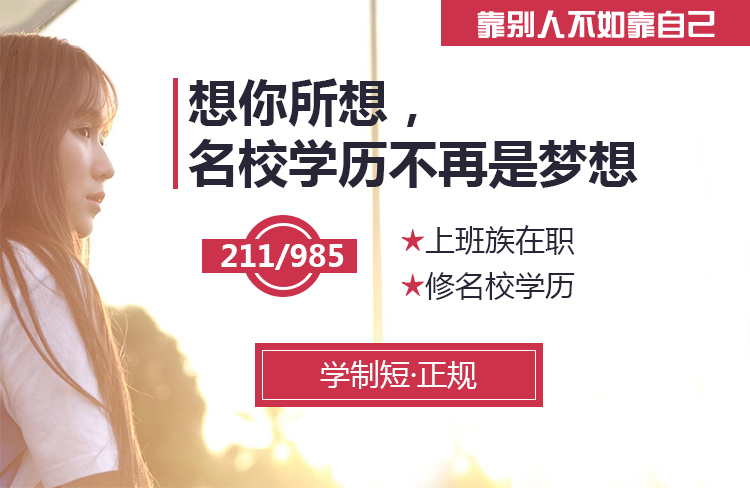 靠别人不如靠自己
想你所想，
名校学历不再是梦想
211/985
★上班族在职
★修名校学历
学制短·正规